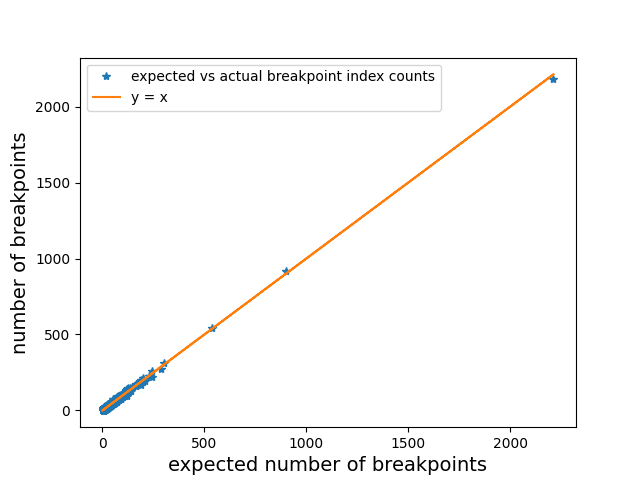 expected vs actual breakpoint index counts
y = x
number of breakpoints
2000
1500
1000
500
0
0 500 1000 1500 2000
expected number of breakpoints